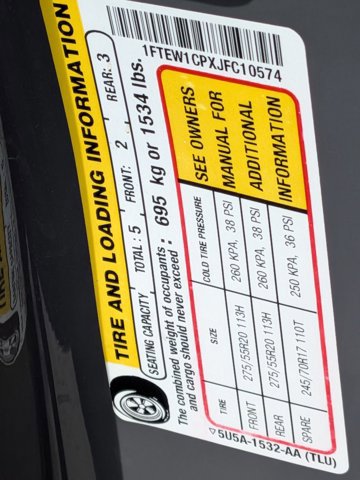 TIRE AND LOADING INFORMATION
SEATING CAPACITY TOTAL: 5 FRONT: 2 REAR: 3
The combined weight of occupants
and cargo should never exceed : 695 kg or 1534 lbs.
TIRE SIZE COLD TIRE PRESSURE
FRONT 275/55R20 113H 260 KPA, 38 PSI
REAR 275/55R20 113H 260 KPA, 38 PSI
SPARE 245/70R17 110T 250 KPA, 36 PSI
SEE OWNERS
MANUAL FOR
ADDITIONAL
INFORMATION
5U5A-1532-AA (TLU)
1FTEW1CPXJFC10574